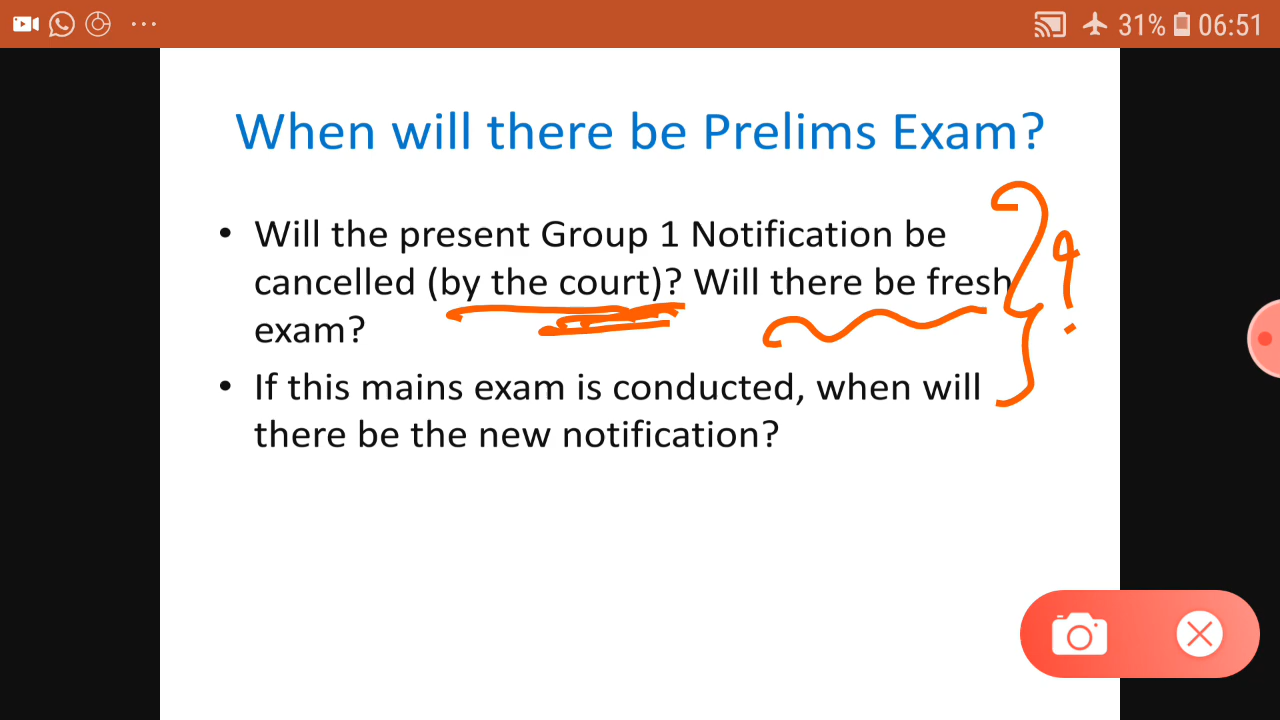 31% 06:51
When will there be Prelims Exam?
• Will the present Group 1 Notification be
cancelled (by the court)? Will there be fresh
exam?
• If this mains exam is conducted, when will
there be the new notification?
?